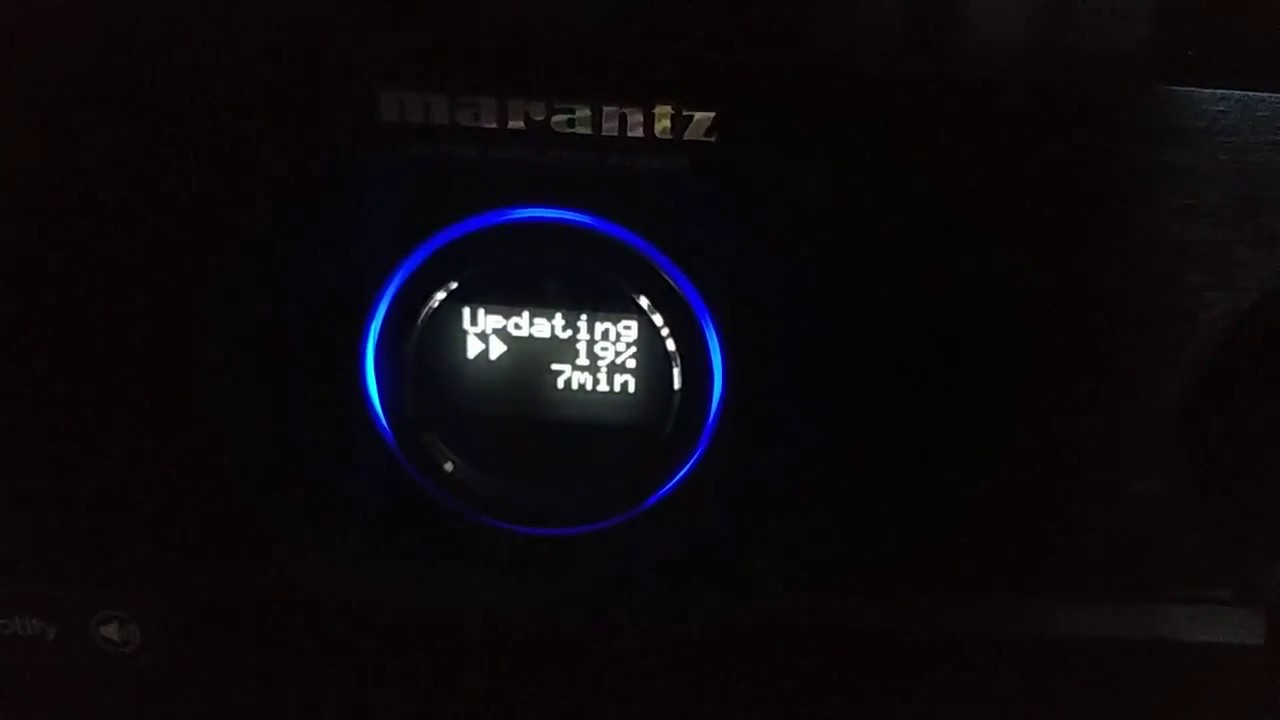 marantz
Updating
19%
7min